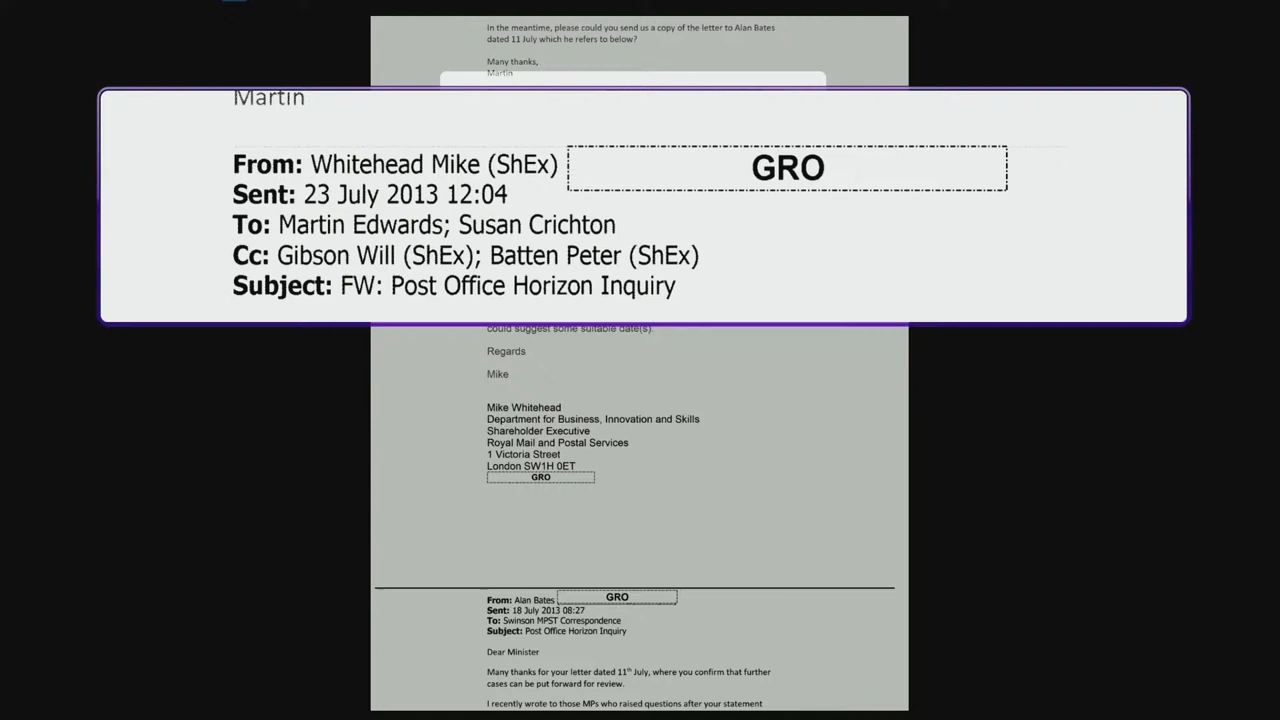 In the meantime, please could you send us a copy of the letter to Alan Bates
dated 11 July which he refers to below?
Many thanks,
Martin
Martin
From: Whitehead Mike (ShEx) GRO
Sent: 23 July 2013 12:04
To: Martin Edwards; Susan Crichton
Cc: Gibson Will (ShEx); Batten Peter (ShEx)
Subject: FW: Post Office Horizon Inquiry
could suggest some suitable date(s).
Regards
Mike
Mike Whitehead
Department for Business, Innovation and Skills
Shareholder Executive
Royal Mail and Postal Services
1 Victoria Street
London SW1H 0ET
GRO
From: Alan Bates GRO
Sent: 18 July 2013 08:27
To: Swinson MPST Correspondence
Subject: Post Office Horizon Inquiry
Dear Minister
Many thanks for your letter dated 11th July, where you confirm that further
cases can be put forward for review.
I recently wrote to those MPs who raised questions after your statement